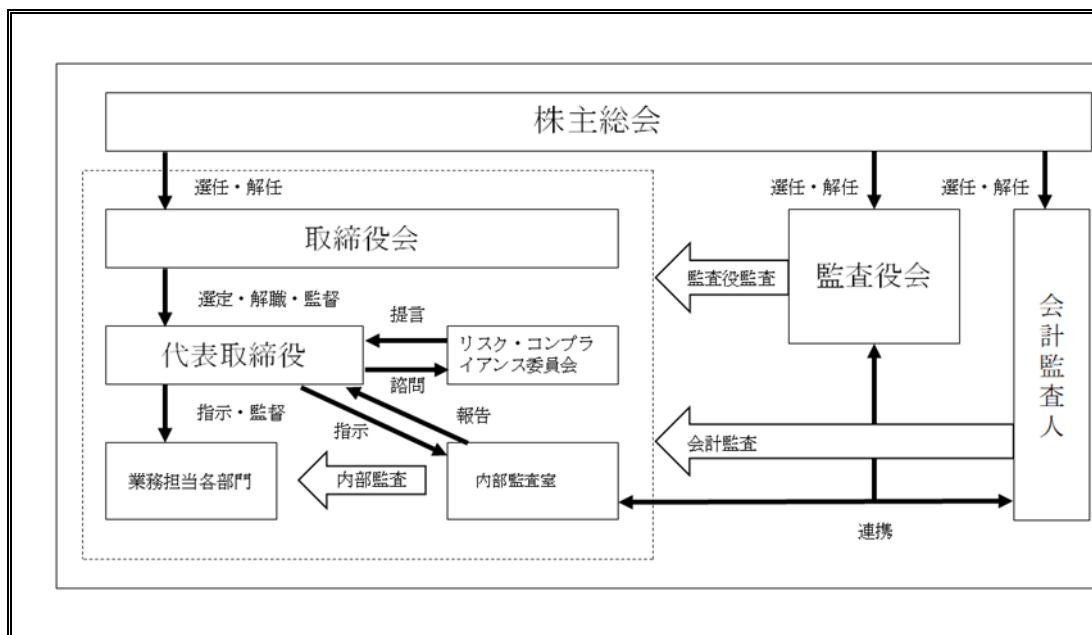 株主総会
選任・解任
選任・解任
選任・解任
取締役会
監査役会
会計監査人
監査役監査
選定・解職・監督
提言
代表取締役
リスク・コンプラ
イアンス委員会
諮問
指示・監督
報告
指示
会計監査
業務担当各部門
内部監査
内部監査室
連携